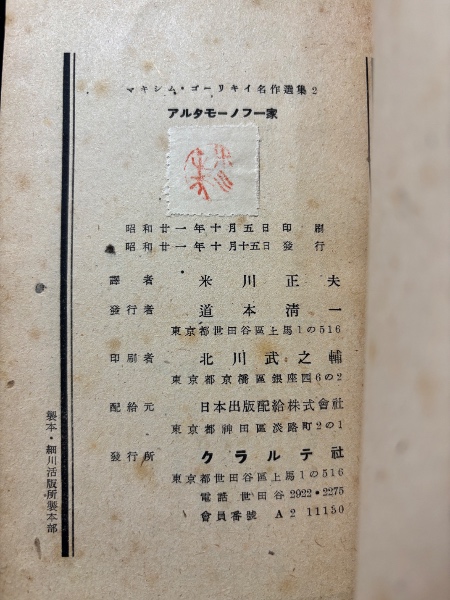 マキシム・ゴーリキイ名作選集 2
アルタモーノフ一家
昭和廿一年十月五日印刷
昭和廿一年十月十五日發行
譯者 米川正夫
發行者 道本清一
東京都世田谷區上馬1の516
印刷者 北川武之輔
東京都京橋區銀座西6の2
配給元 日本出版配給株式會社
東京都神田區淡路町2の1
發行所 クラルテ社
東京都世田谷區上馬1の516
電話 世田谷 2922・2275
會員番號 A211150
製本・細川活版所製本部